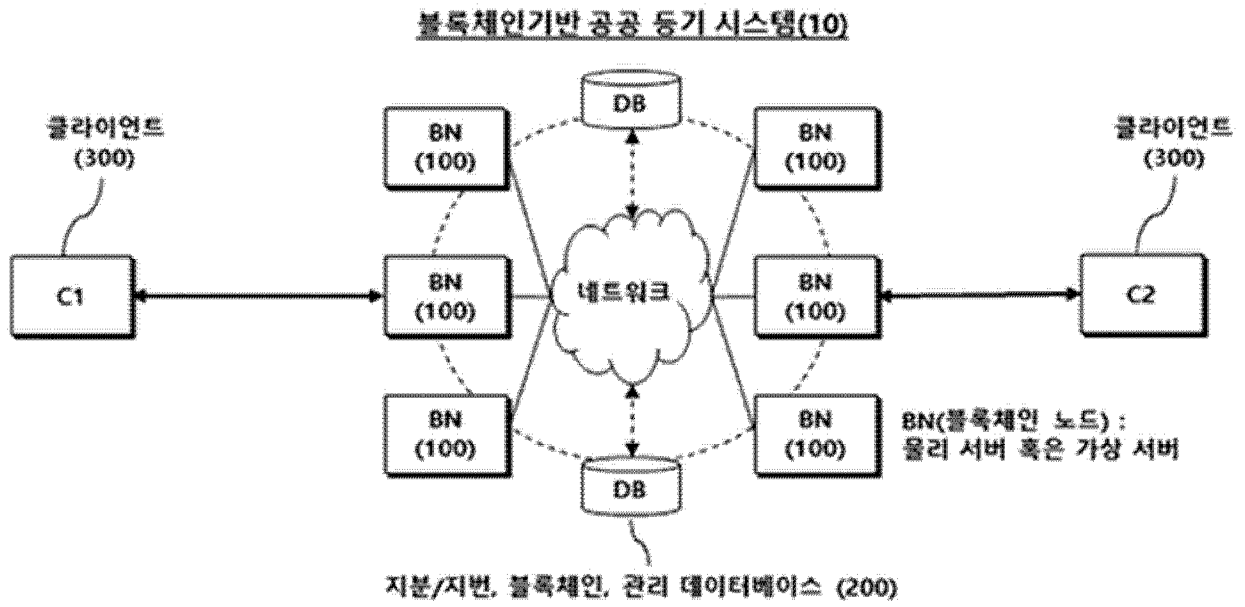 블록체인기반 공공 등기 시스템(10)
DB
클라이언트
(300)
BN
(100)
BN
(100)
클라이언트
(300)
C1
BN
(100)
네트워크
BN
(100)
C2
BN
(100)
BN
(100)
BN(블록체인 노드) :
물리 서버 혹은 가상 서버
DB
지분/지번, 블록체인, 관리 데이터베이스 (200)